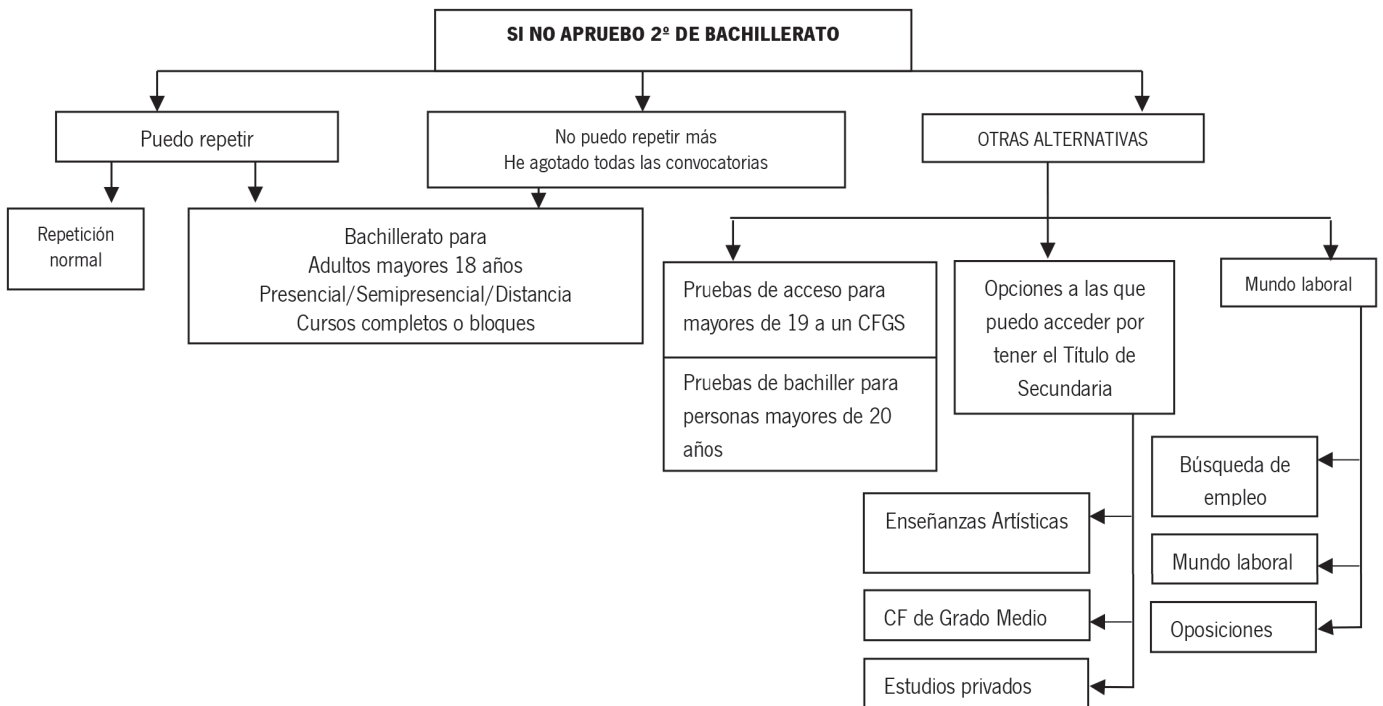 SI NO APRUEBO 2º DE BACHILLERATO
Puedo repetir
No puedo repetir más
He agotado todas las convocatorias
OTRAS ALTERNATIVAS
Repetición
normal
Bachillerato para
Adultos mayores 18 años
Presencial/Semipresencial/Distancia
Cursos completos o bloques
Pruebas de acceso para
mayores de 19 a un CFGS
Pruebas de bachiller para
personas mayores de 20
años
Opciones a las que
puedo acceder por
tener el Título de
Secundaria
Mundo laboral
Enseñanzas Artísticas
CF de Grado Medio
Estudios privados
Búsqueda de
empleo
Mundo laboral
Oposiciones